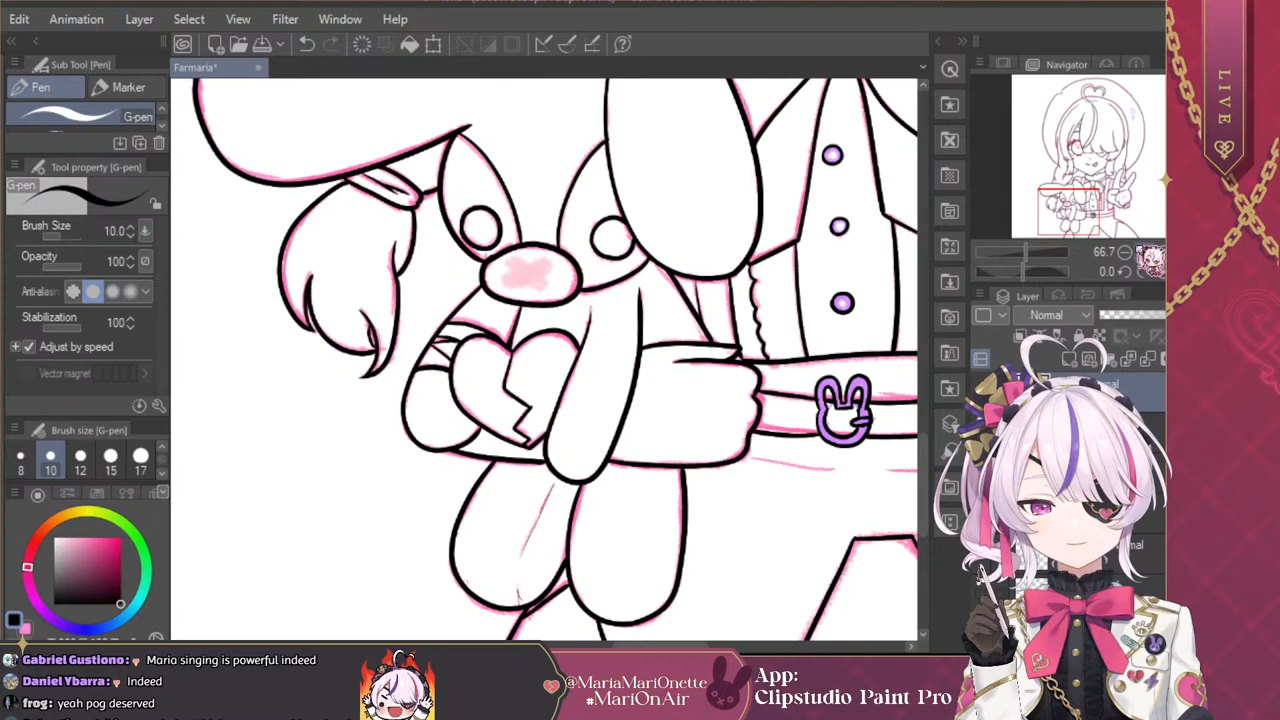 Edit Animation Layer Select View Filter Window Help
Sub Tool [Pen]
Farmaria*
Navigator
Pen Marker
G-pen
Tool property [G-pen]
G-pen
Brush Size 10.0
Opacity 100
Anti-alias
Stabilization 100
Adjust by speed
Vector magnet
Brush size [G-pen]
8 10 12 15 17
66.7
0.0
Layer
Normal
LIVE
Gabriel Gustiono: Maria singing is powerful indeed
Daniel Ybarra: Indeed
frog: yeah pog deserved
@MariaMariOnette
#MariOnAir
App:
Clipstudio Paint Pro